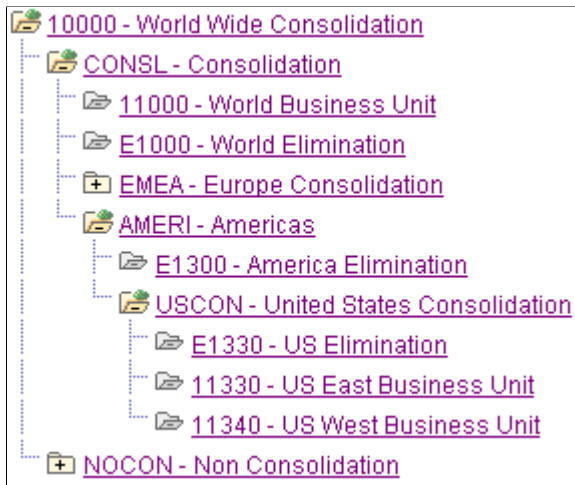 10000 - World Wide Consolidation
CONSL - Consolidation
11000 - World Business Unit
E1000 - World Elimination
EMEA - Europe Consolidation
AMERI - Americas
E1300 - America Elimination
USCON - United States Consolidation
E1330 - US Elimination
11330 - US East Business Unit
11340 - US West Business Unit
NOCON - Non Consolidation